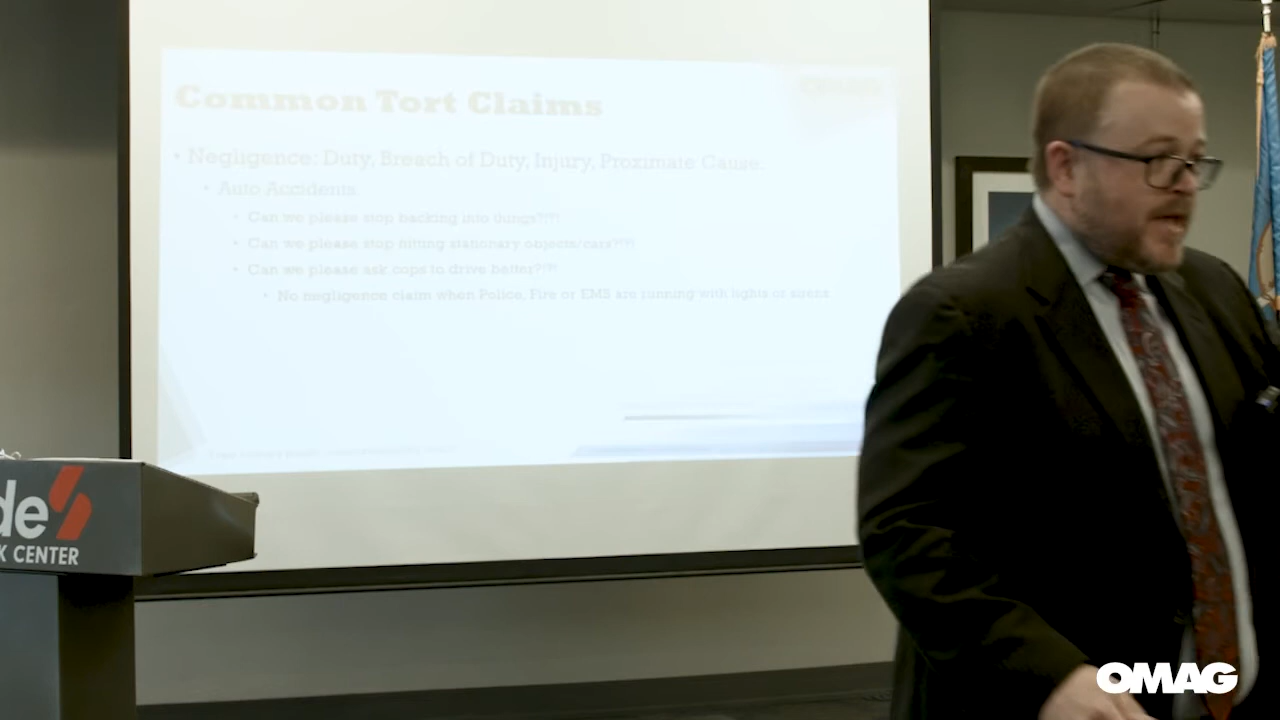 OMAG
Common Tort Claims
• Negligence: Duty, Breach of Duty, Injury, Proximate Cause.
• Auto Accidents.
• Can we please stop backing into things?!?!
• Can we please stop hitting stationary objects/cars?!?!
• Can we please ask cops to drive better?!?!
• No negligence claim when Police, Fire or EMS are running with lights or sirens.
de
K CENTER
OMAG